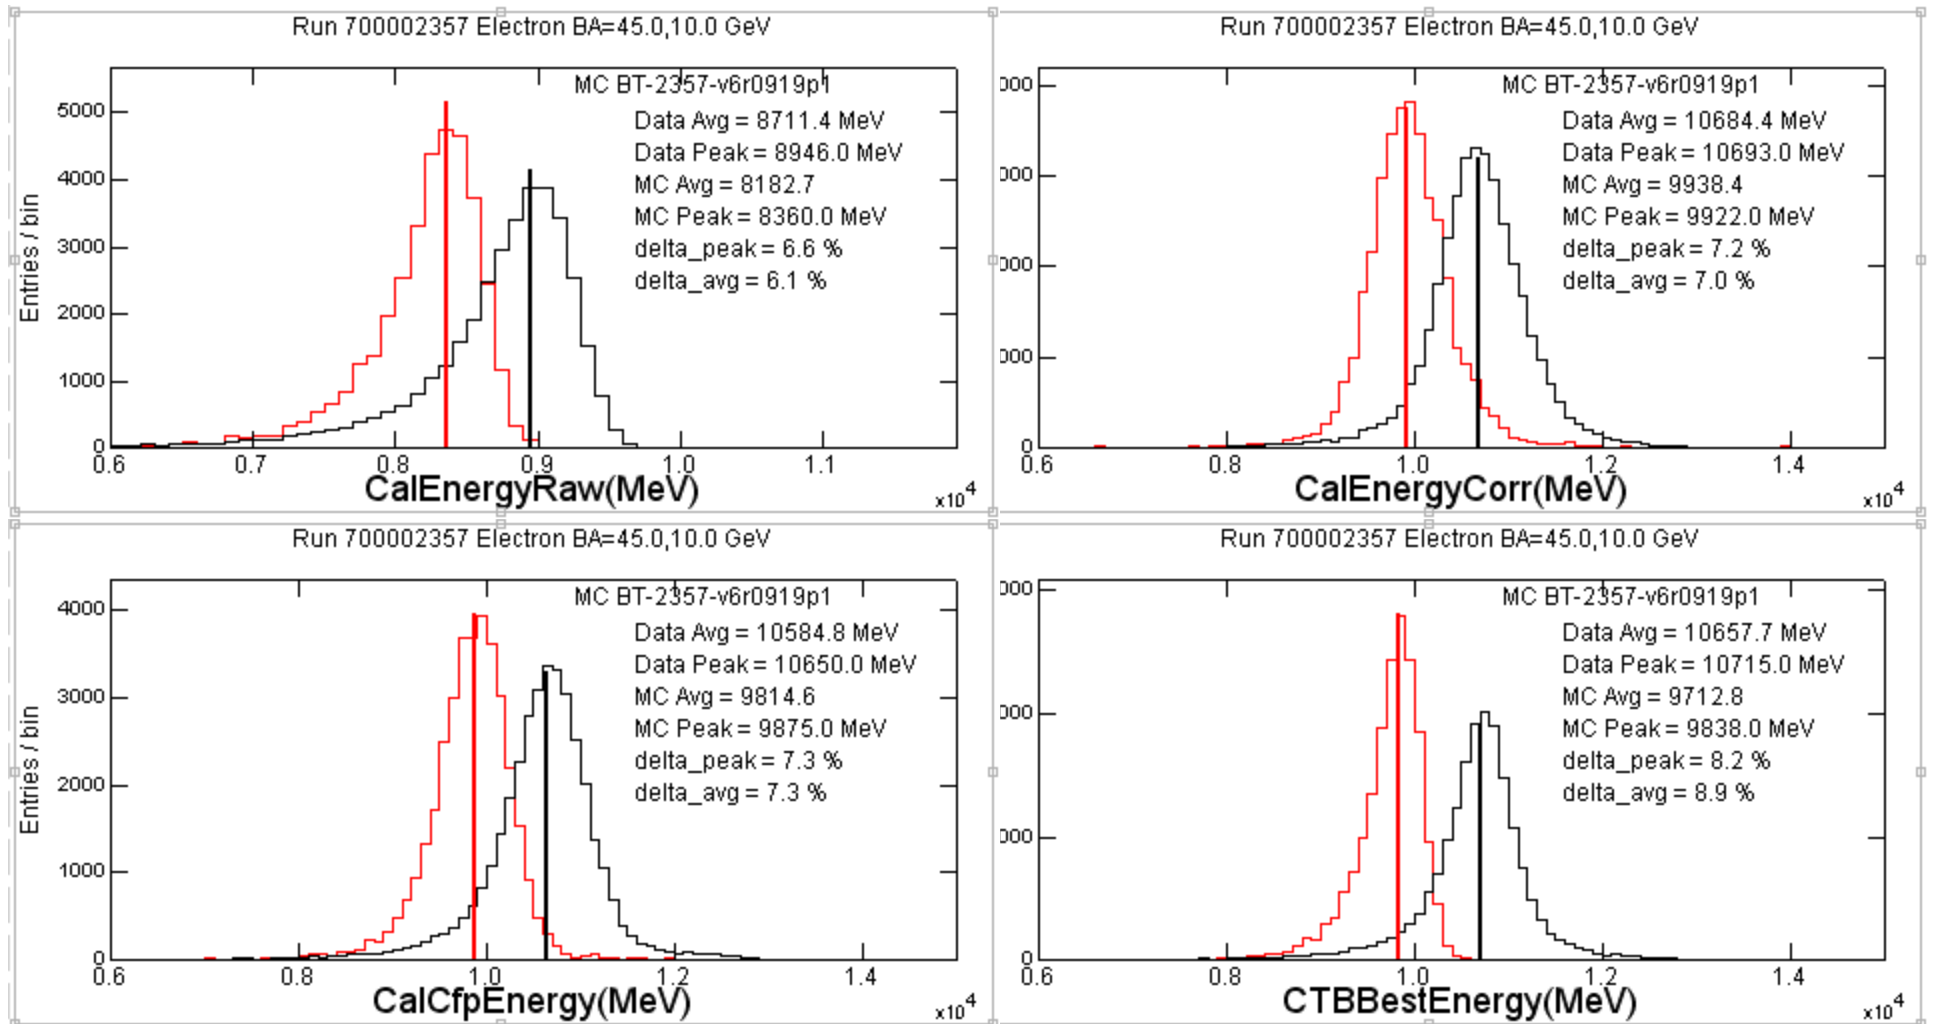 Run 700002357 Electron BA=45.0,10.0 GeV
MC BT-2357-v6r0919p1
Data Avg = 8711.4 MeV
Data Peak = 8946.0 MeV
MC Avg = 8182.7
MC Peak = 8360.0 MeV
delta_peak = 6.6 %
delta_avg = 6.1 %
Entries / bin
5000
4000
3000
2000
1000
0
0.6 0.7 0.8 0.9 1.0 1.1
CalEnergyRaw(MeV)
x10^4
Run 700002357 Electron BA=45.0,10.0 GeV
MC BT-2357-v6r0919p1
Data Avg = 10684.4 MeV
Data Peak = 10693.0 MeV
MC Avg = 9938.4
MC Peak = 9922.0 MeV
delta_peak = 7.2 %
delta_avg = 7.0 %
000
000
000
000
0
0.6 0.8 1.0 1.2 1.4
CalEnergyCorr(MeV)
x10^4
Run 700002357 Electron BA=45.0,10.0 GeV
MC BT-2357-v6r0919p1
Data Avg = 10584.8 MeV
Data Peak = 10650.0 MeV
MC Avg = 9814.6
MC Peak = 9875.0 MeV
delta_peak = 7.3 %
delta_avg = 7.3 %
Entries / bin
4000
3000
2000
1000
0
0.6 0.8 1.0 1.2 1.4
CalCfpEnergy(MeV)
x10^4
Run 700002357 Electron BA=45.0,10.0 GeV
MC BT-2357-v6r0919p1
Data Avg = 10657.7 MeV
Data Peak = 10715.0 MeV
MC Avg = 9712.8
MC Peak = 9838.0 MeV
delta_peak = 8.2 %
delta_avg = 8.9 %
000
000
000
0
0.6 0.8 1.0 1.2 1.4
CTBBestEnergy(MeV)
x10^4